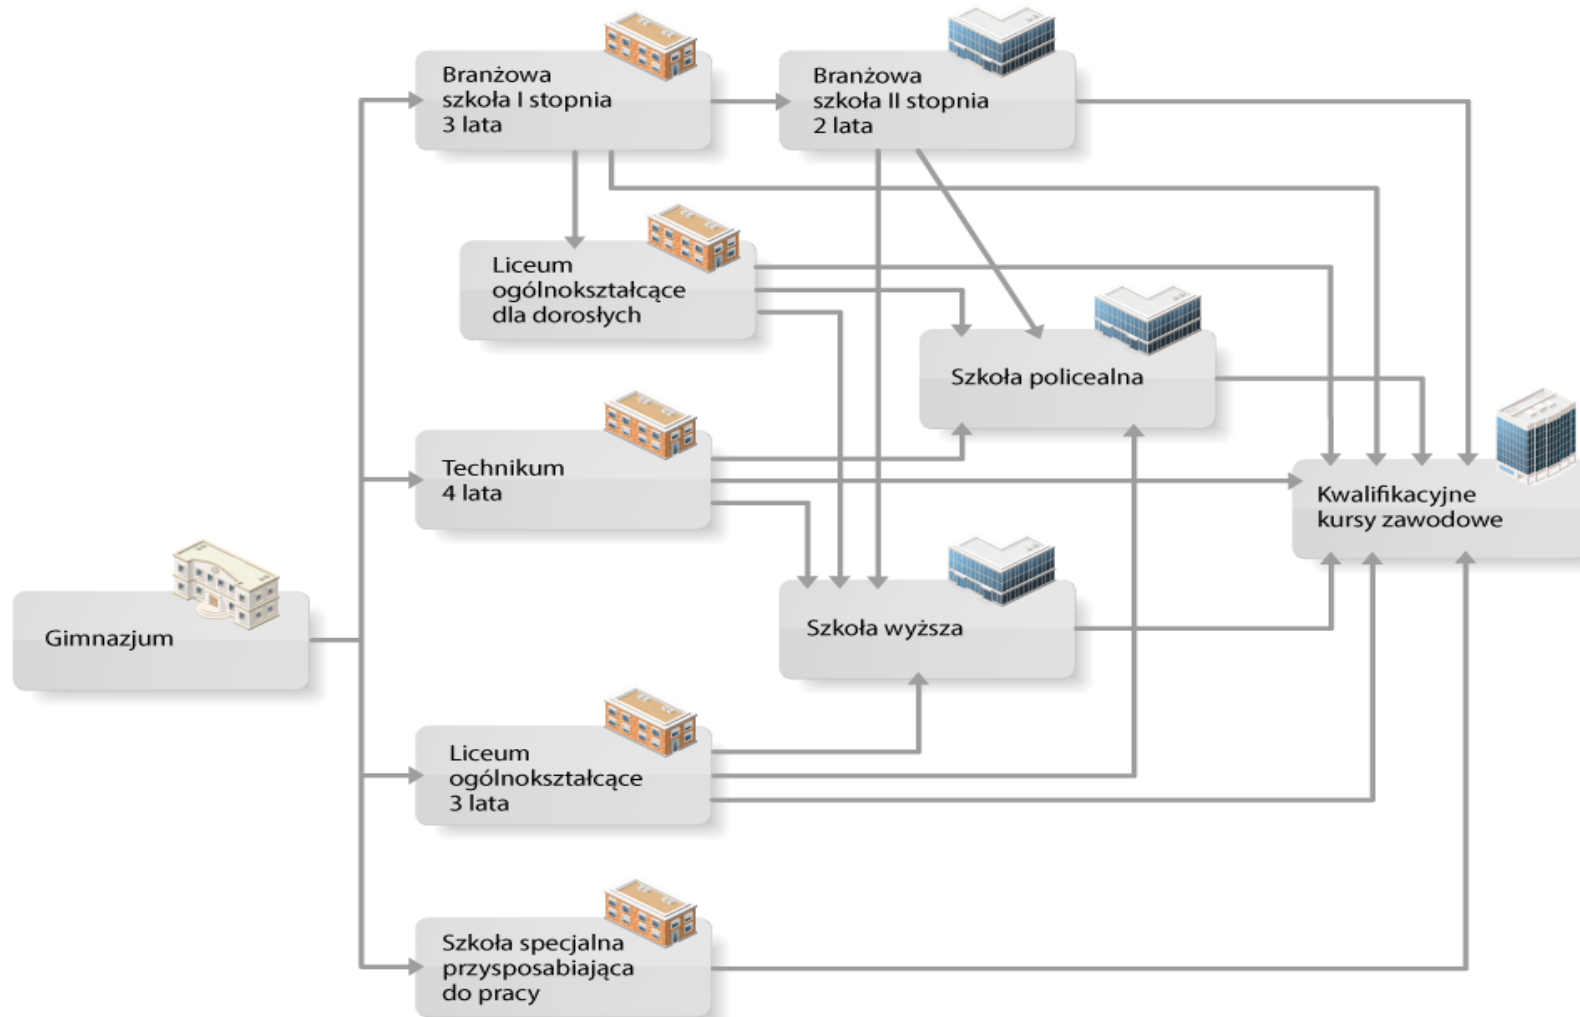 Branżowa
szkoła I stopnia
3 lata
Branżowa
szkoła II stopnia
2 lata
Liceum
ogólnokształcące
dla dorosłych
Szkoła policealna
Technikum
4 lata
Kwalifikacyjne
kursy zawodowe
Gimnazjum
Szkoła wyższa
Liceum
ogólnokształcące
3 lata
Szkoła specjalna
przysposabiająca
do pracy